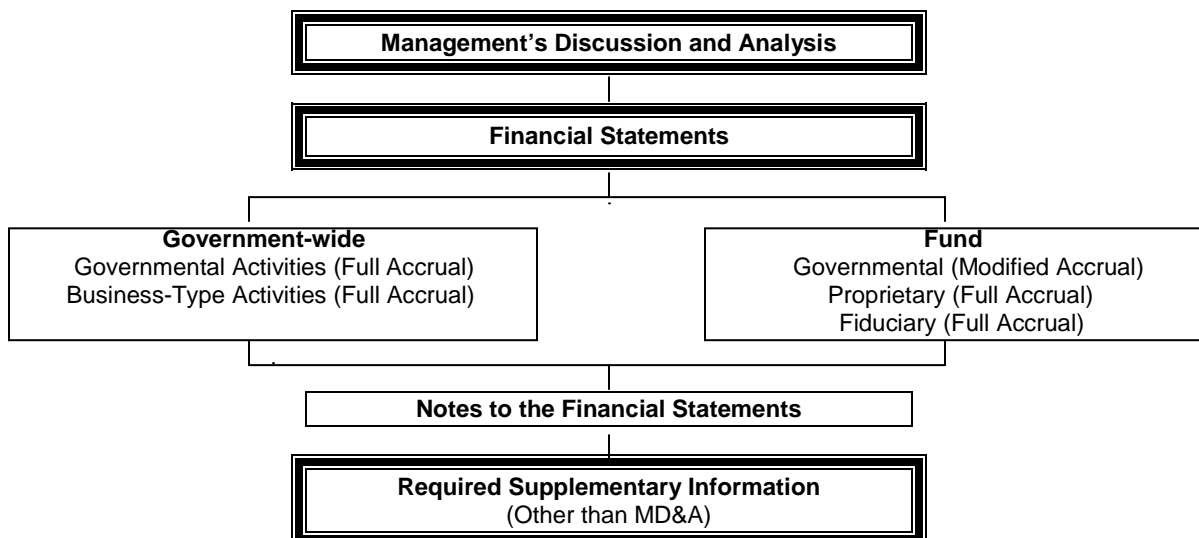 Management’s Discussion and Analysis
Financial Statements
Government-wide
Governmental Activities (Full Accrual)
Business-Type Activities (Full Accrual)
Fund
Governmental (Modified Accrual)
Proprietary (Full Accrual)
Fiduciary (Full Accrual)
Notes to the Financial Statements
Required Supplementary Information
(Other than MD&A)